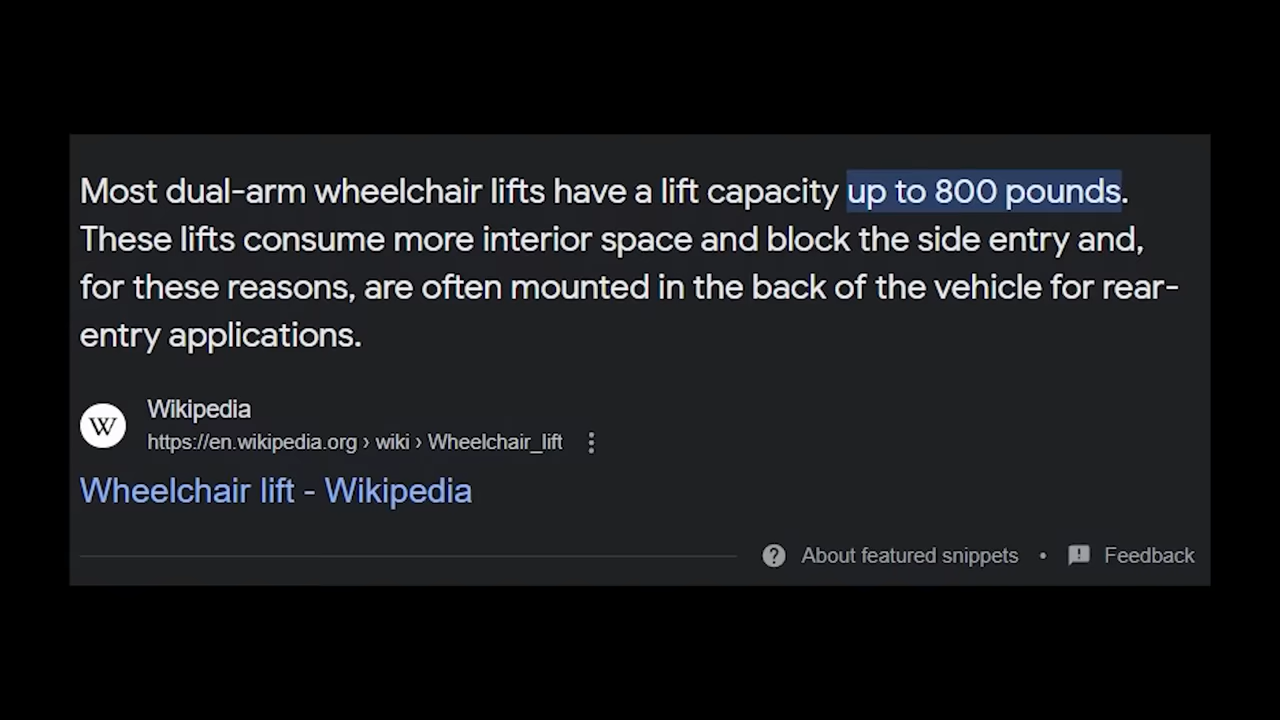 Most dual-arm wheelchair lifts have a lift capacity up to 800 pounds.
These lifts consume more interior space and block the side entry and,
for these reasons, are often mounted in the back of the vehicle for rear-
entry applications.
W
Wikipedia
https://en.wikipedia.org › wiki › Wheelchair_lift
Wheelchair lift - Wikipedia
About featured snippets • Feedback